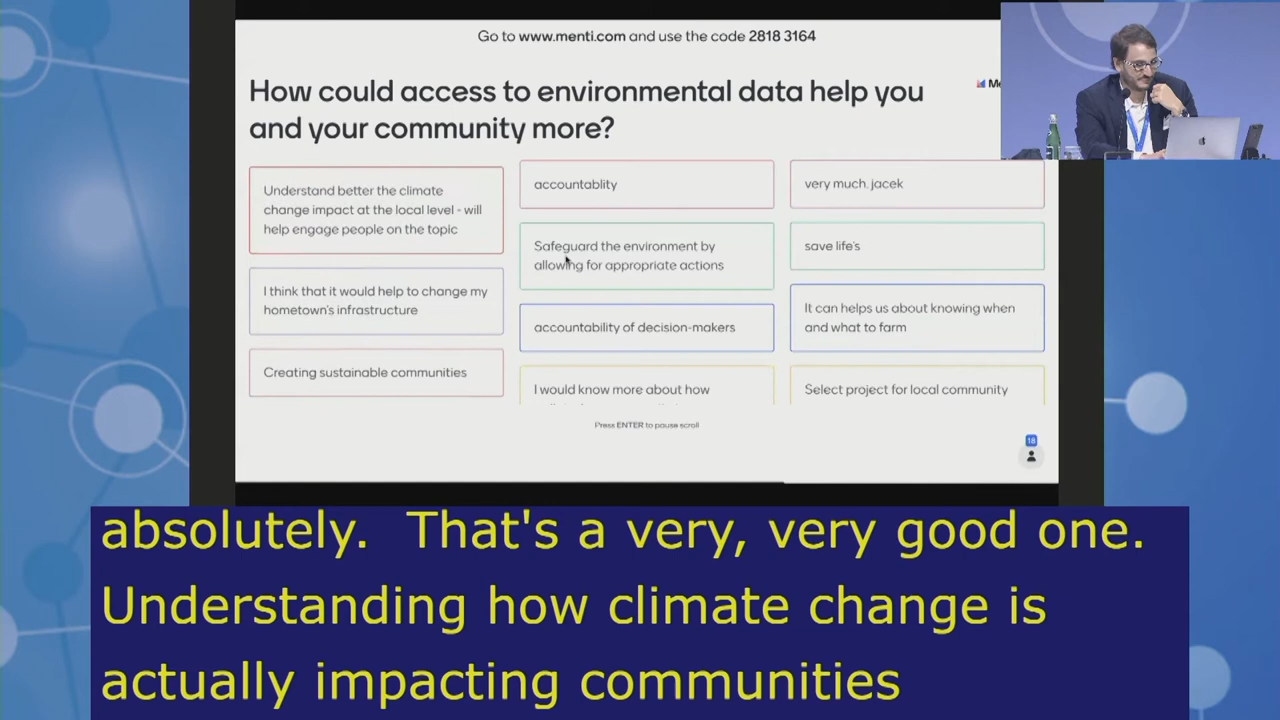 Go to www.menti.com and use the code 2818 3164
How could access to environmental data help you
and your community more?
Understand better the climate
change impact at the local level - will
help engage people on the topic
I think that it would help to change my
hometown's infrastructure
Creating sustainable communities
accountablity
Safeguard the environment by
allowing for appropriate actions
accountability of decision-makers
I would know more about how
very much. jacek
save life's
It can helps us about knowing when
and what to farm
Select project for local community
Press ENTER to pause scroll
18
absolutely.  That's a very, very good one.
Understanding how climate change is
actually impacting communities